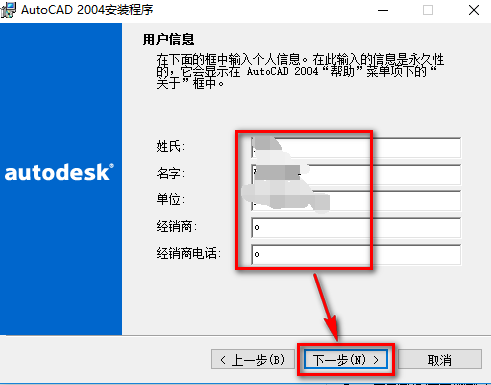 AutoCAD 2004安装程序
用户信息
在下面的框中输入个人信息。在此输入的信息是永久性
的，它会显示在 AutoCAD 2004“帮助”菜单项下的“
关于”框中。
autodesk®
姓氏:
名字:
单位:
经销商:
o
经销商电话:
o
< 上一步(B)
下一步(N) >
取消